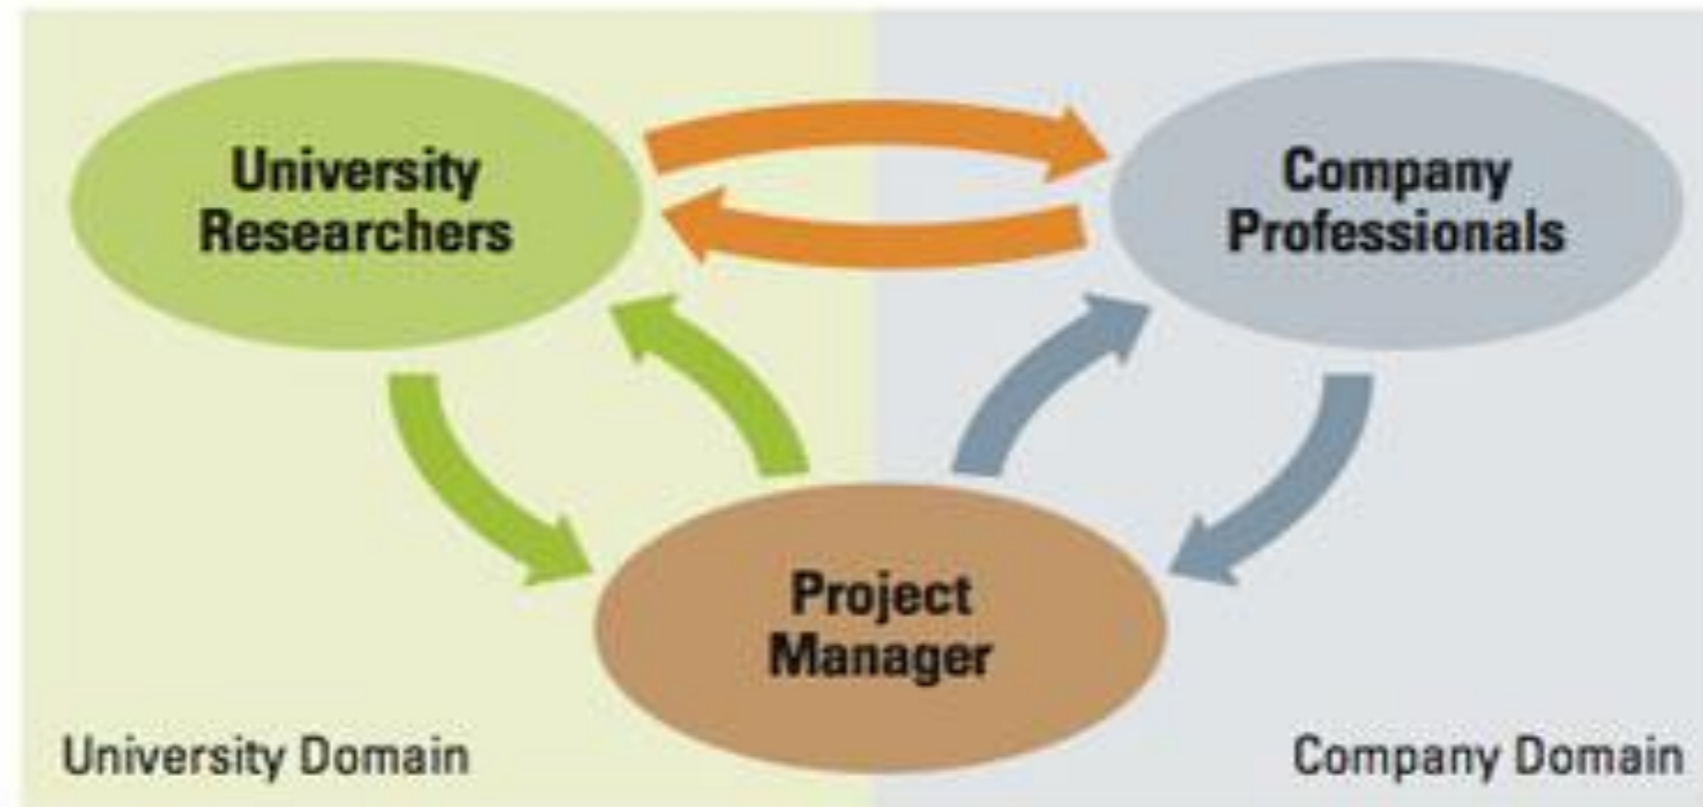 University
Researchers
Company
Professionals
Project
Manager
University Domain
Company Domain